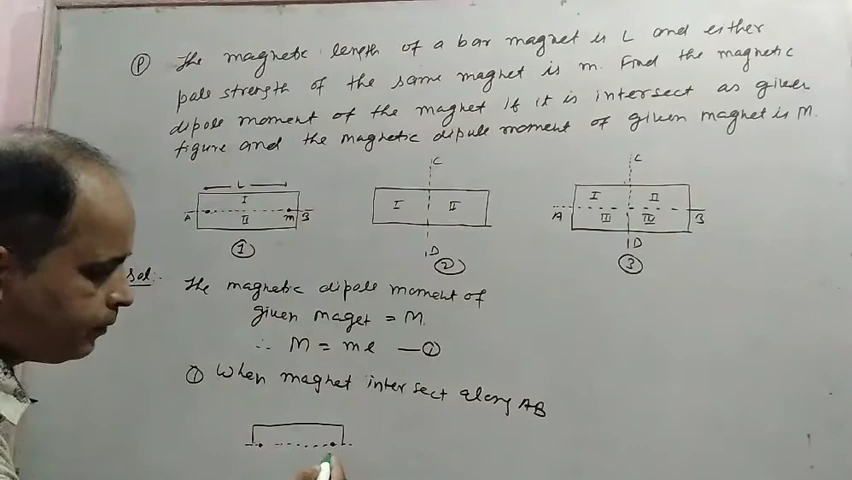 Ⓟ The magnetic length of a bar magnet is L and either
pole strength of the same magnet is m. Find the magnetic
dipole moment of the magnet if it is intersect as given
figure and the magnetic dipole moment of given magnet is M.
L
I
A m B
II
①
C
I II
D
②
C
I II
A B
III IV
D
③
Sol:-
The magnetic dipole moment of
given maget = M.
∴ M = ml —①
① When magnet intersect along AB